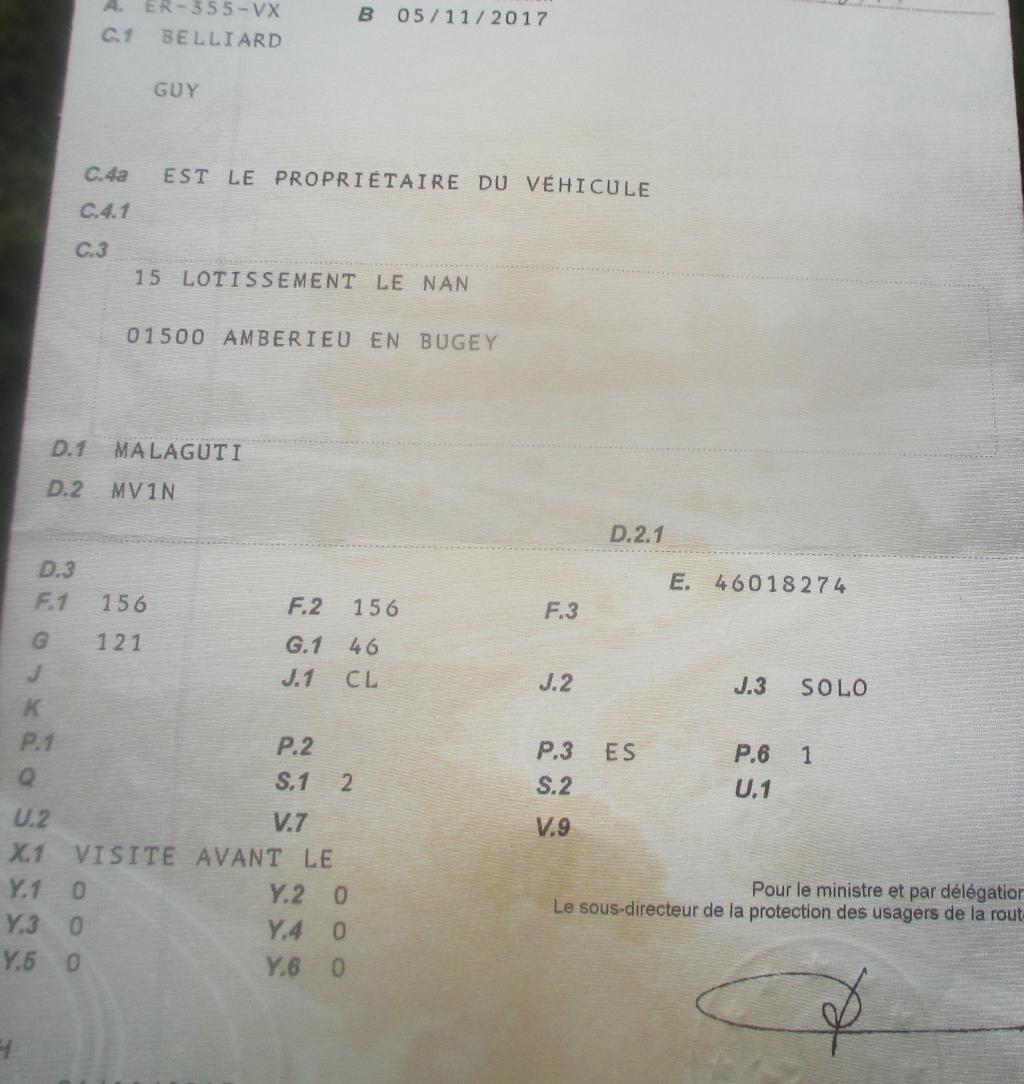 A. ER-355-VX B 05/11/2017
C.1 BELLIARD
GUY
C.4a EST LE PROPRIÉTAIRE DU VÉHICULE
C.4.1
C.3
15 LOTISSEMENT LE NAN
01500 AMBERIEU EN BUGEY
D.1 MALAGUTI
D.2 MV1N
D.2.1
D.3 E. 46018274
F.1 156 F.2 156 F.3
G 121 G.1 46
J J.1 CL J.2 J.3 SOLO
K
P.1 P.2 P.3 ES P.6 1
Q S.1 2 S.2 U.1
U.2 V.7 V.9
X.1 VISITE AVANT LE
Y.1 0 Y.2 0
Y.3 0 Y.4 0
Y.5 0 Y.6 0
Pour le ministre et par délégation
Le sous-directeur de la protection des usagers de la rout
H